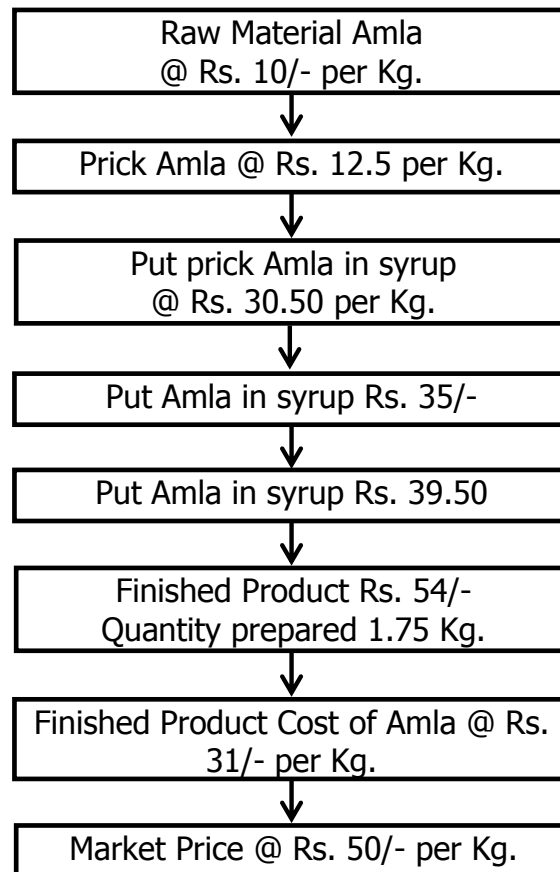 Raw Material Amla
@ Rs. 10/- per Kg.
Prick Amla @ Rs. 12.5 per Kg.
Put prick Amla in syrup
@ Rs. 30.50 per Kg.
Put Amla in syrup Rs. 35/-
Put Amla in syrup Rs. 39.50
Finished Product Rs. 54/-
Quantity prepared 1.75 Kg.
Finished Product Cost of Amla @ Rs.
31/- per Kg.
Market Price @ Rs. 50/- per Kg.